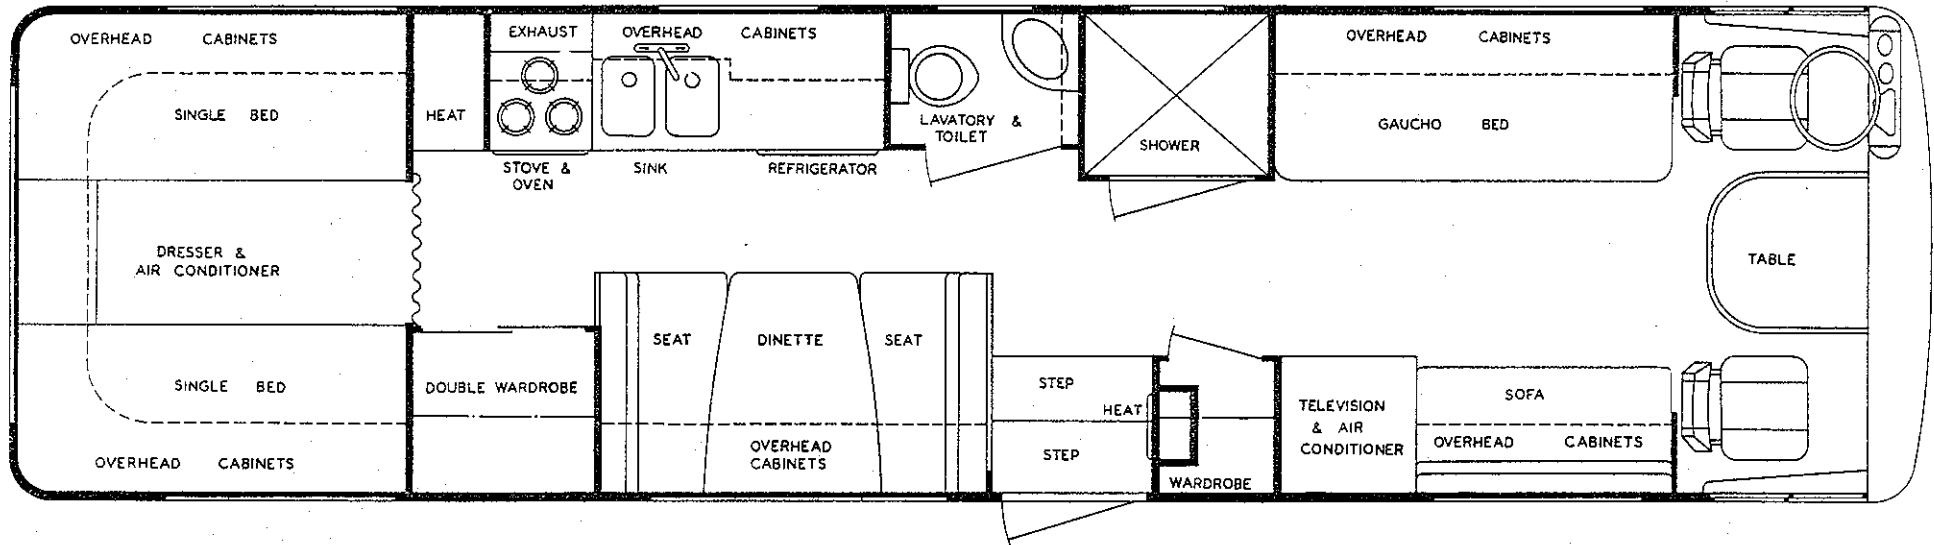 OVERHEAD CABINETS
SINGLE BED
HEAT
EXHAUST
OVERHEAD CABINETS
STOVE &
OVEN
SINK
REFRIGERATOR
LAVATORY &
TOILET
SHOWER
OVERHEAD CABINETS
GAUCHO BED
DRESSER &
AIR CONDITIONER
TABLE
SINGLE BED
OVERHEAD CABINETS
DOUBLE WARDROBE
SEAT
DINETTE
SEAT
OVERHEAD
CABINETS
STEP
HEAT
STEP
WARDROBE
TELEVISION
& AIR
CONDITIONER
SOFA
OVERHEAD CABINETS